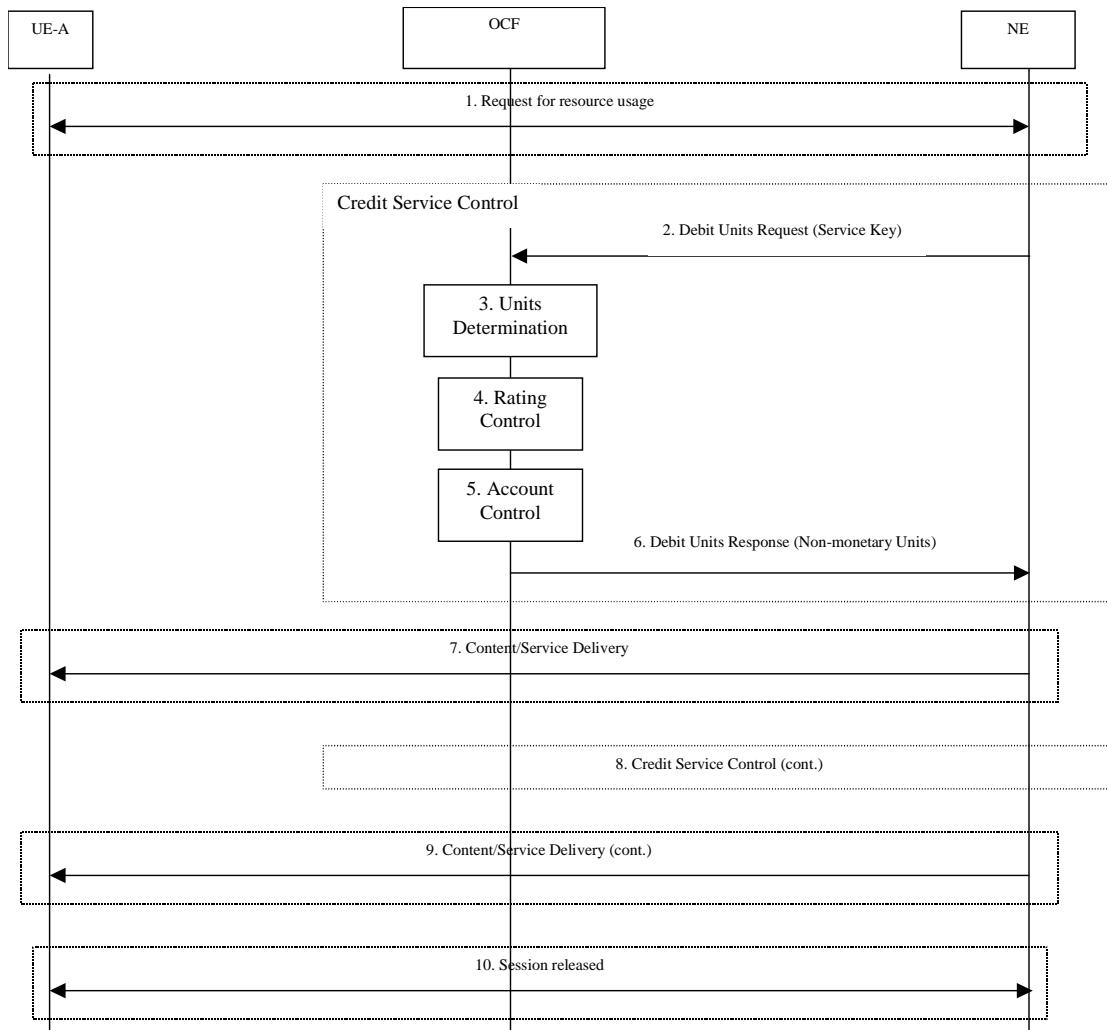 UE-A
OCF
NE
1. Request for resource usage
Credit Service Control
2. Debit Units Request (Service Key)
3. Units
Determination
4. Rating
Control
5. Account
Control
6. Debit Units Response (Non-monetary Units)
7. Content/Service Delivery
8. Credit Service Control (cont.)
9. Content/Service Delivery (cont.)
10. Session released